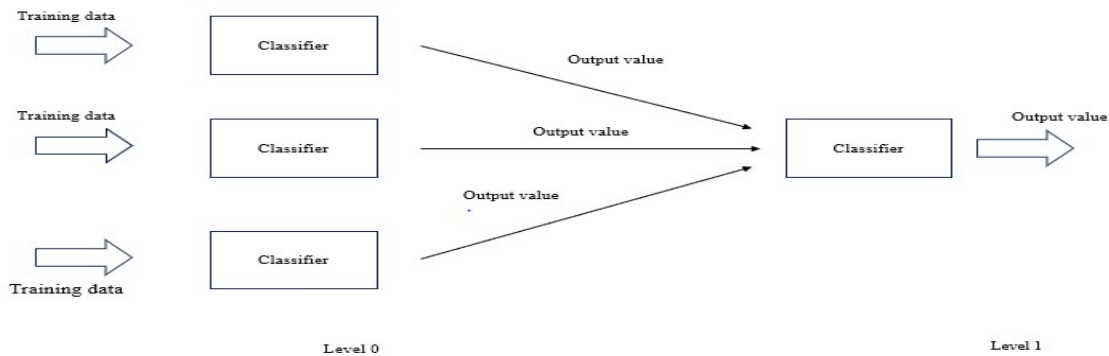 Training data
Classifier
Output value
Training data
Classifier
Output value
Output value
Classifier
Output value
Classifier
Training data
Level 0
Level 1